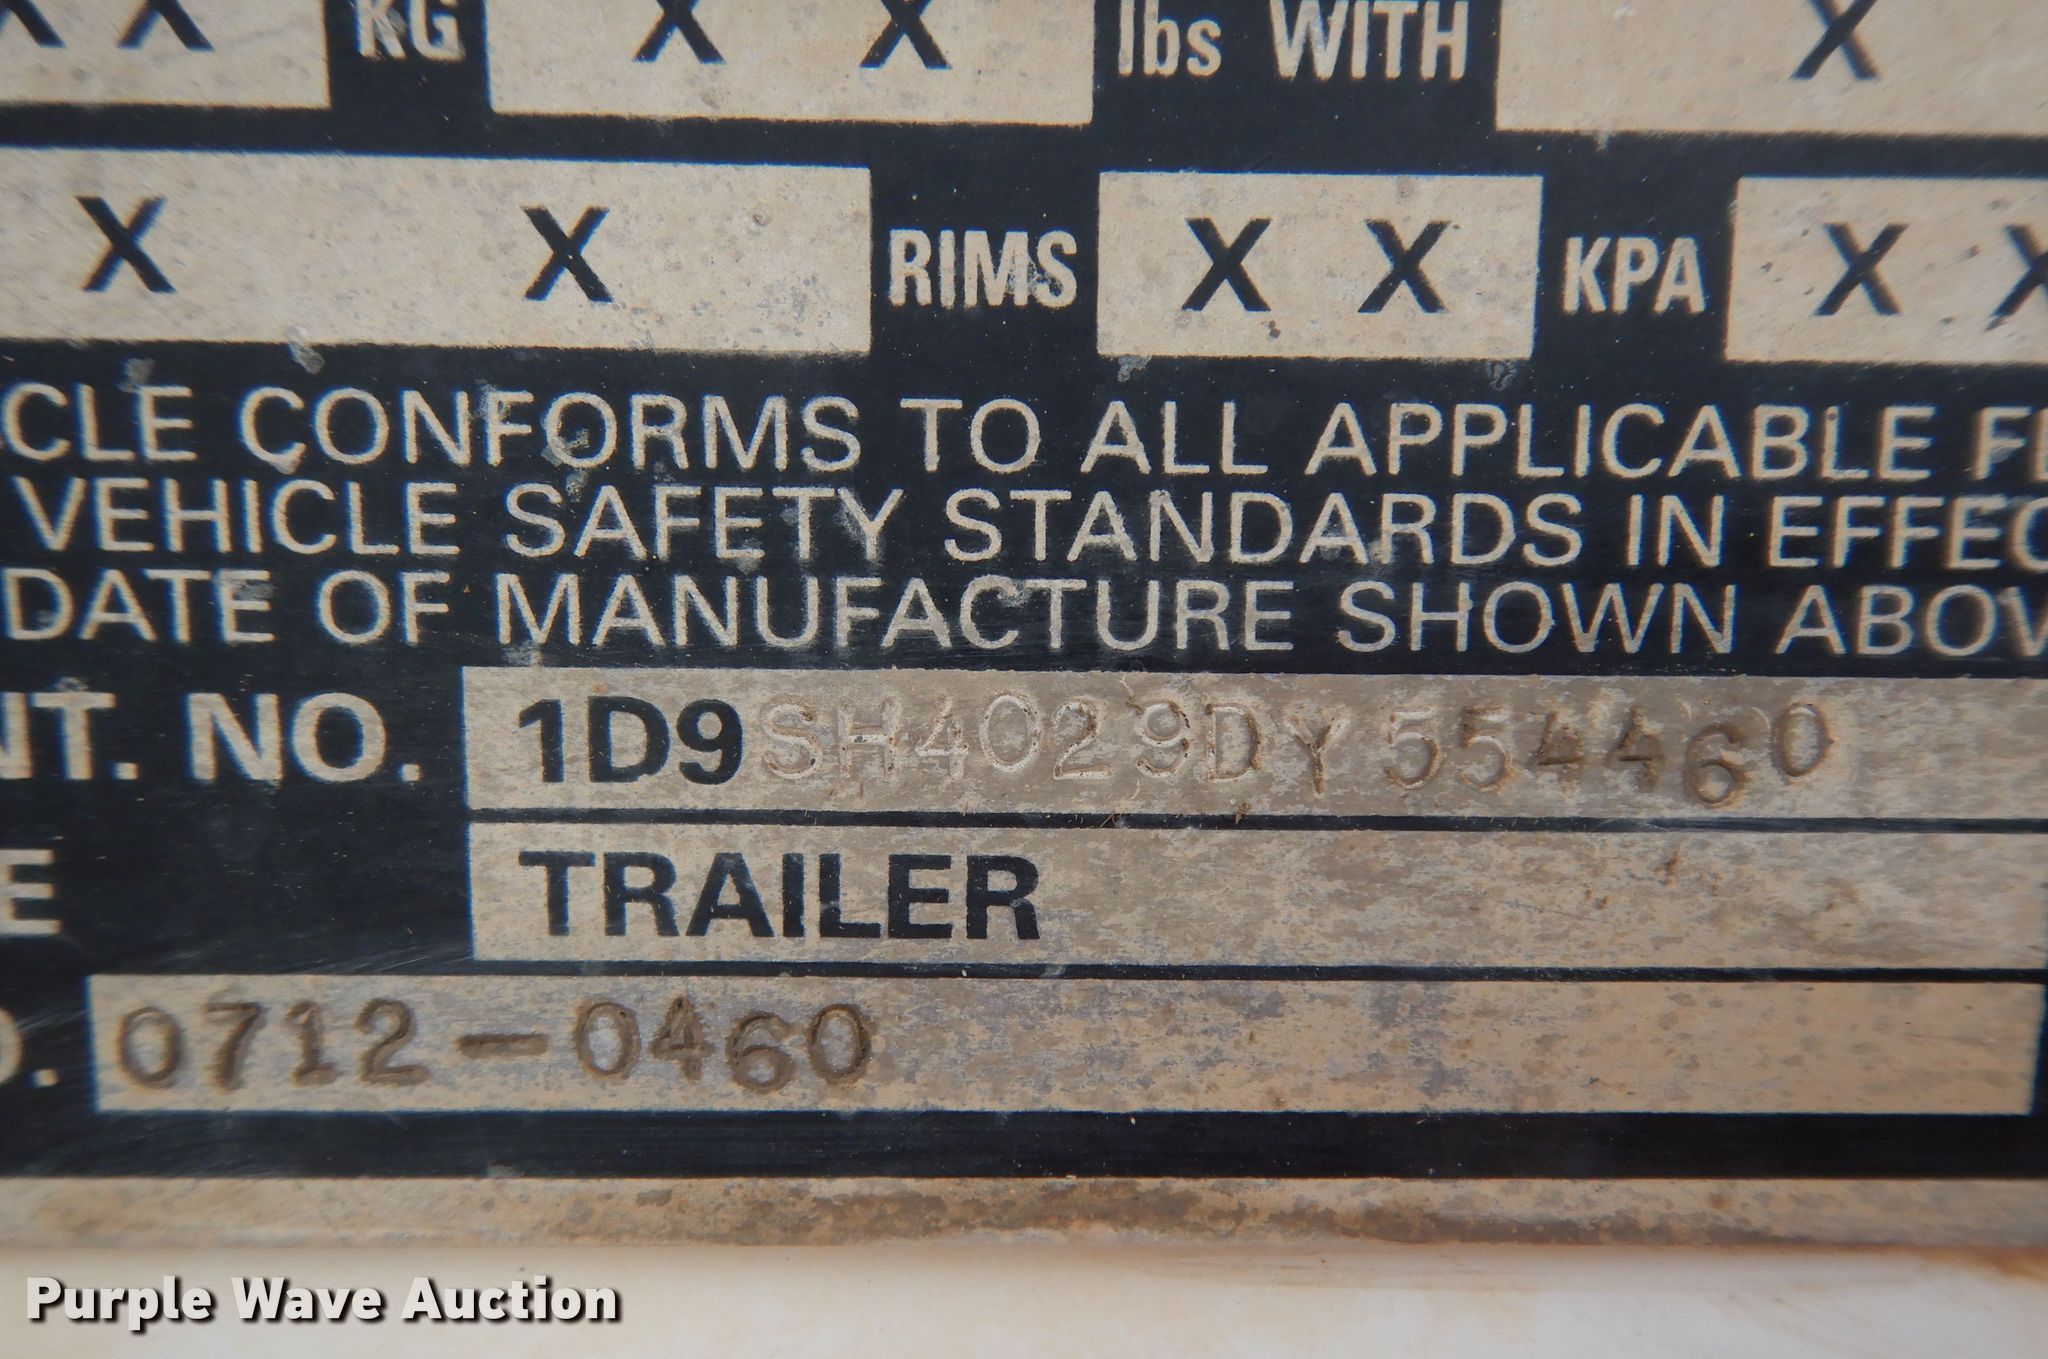 X X KG X X lbs WITH X
X X RIMS X X KPA X X
CLE CONFORMS TO ALL APPLICABLE FE
VEHICLE SAFETY STANDARDS IN EFFEC
DATE OF MANUFACTURE SHOWN ABOV
NT. NO. 1D9SH4029DY554460
E TRAILER
O. 0712-0460
Purple Wave Auction